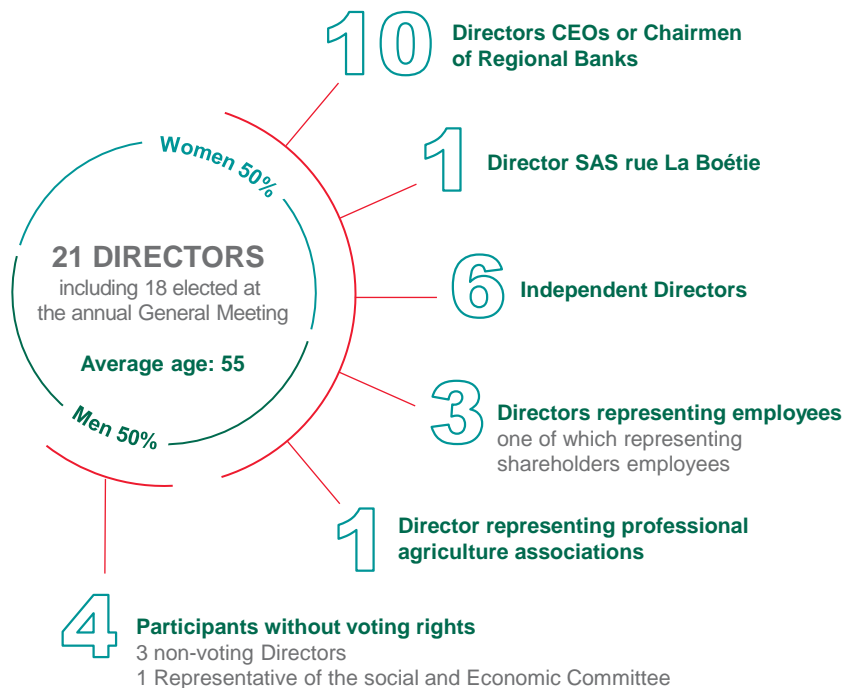 10
Directors CEOs or Chairmen
of Regional Banks
Women 50%
1
Director SAS rue La Boétie
21 DIRECTORS
including 18 elected at
the annual General Meeting
Average age: 55
6
Independent Directors
Men 50%
3
Directors representing employees
one of which representing
shareholders employees
1
Director representing professional
agriculture associations
4
Participants without voting rights
3 non-voting Directors
1 Representative of the social and Economic Committee